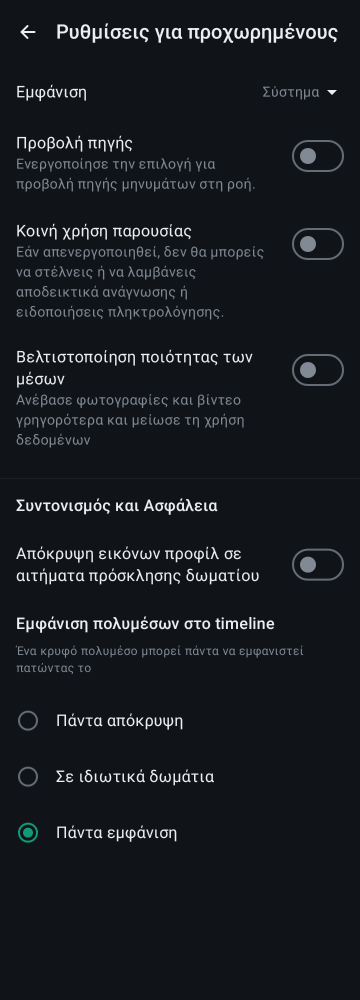 Ρυθμίσεις για προχωρημένους
Εμφάνιση
Σύστημα
Προβολή πηγής
Ενεργοποίησε την επιλογή για
προβολή πηγής μηνυμάτων στη ροή.
Κοινή χρήση παρουσίας
Εάν απενεργοποιηθεί, δεν θα μπορείς
να στέλνεις ή να λαμβάνεις
αποδεικτικά ανάγνωσης ή
ειδοποιήσεις πληκτρολόγησης.
Βελτιστοποίηση ποιότητας των
μέσων
Ανέβασε φωτογραφίες και βίντεο
γρηγορότερα και μείωσε τη χρήση
δεδομένων
Συντονισμός και Ασφάλεια
Απόκρυψη εικόνων προφίλ σε
αιτήματα πρόσκλησης δωματίου
Εμφάνιση πολυμέσων στο timeline
Ένα κρυφό πολυμέσο μπορεί πάντα να εμφανιστεί
πατώντας το
Πάντα απόκρυψη
Σε ιδιωτικά δωμάτια
Πάντα εμφάνιση